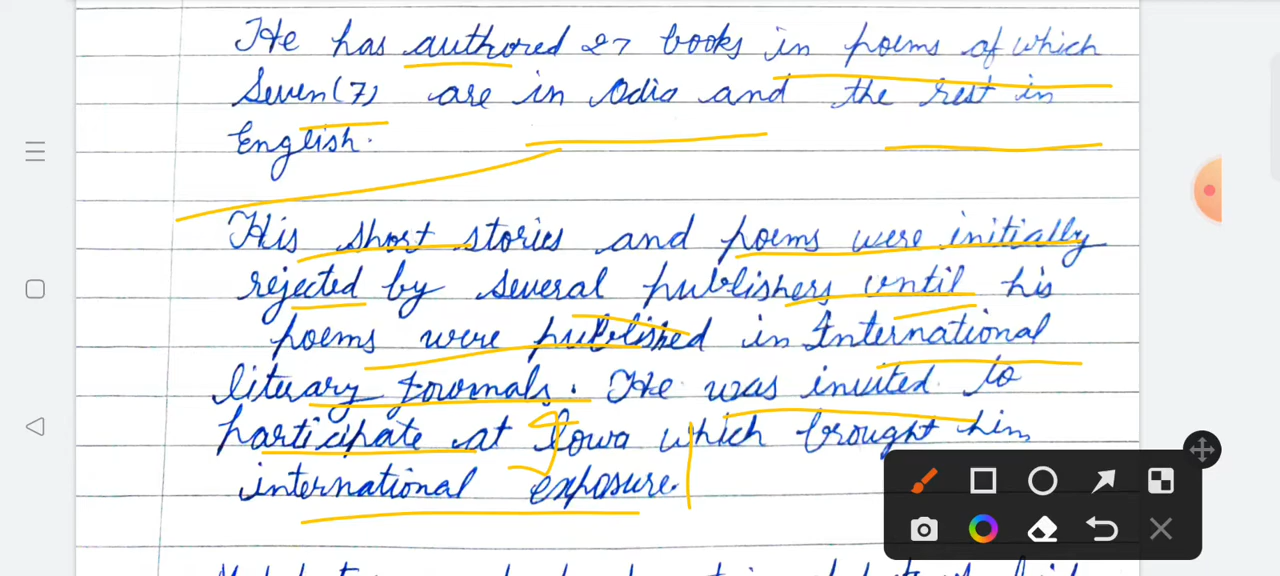 He has authored 27 books in poems of which
Seven(7) are in Odia and the rest in
English.
His short stories and poems were initially
rejected by several publishers until his
poems were published in International
literary Journals. He was invited to
participate at Iowa which brought him
international exposure.